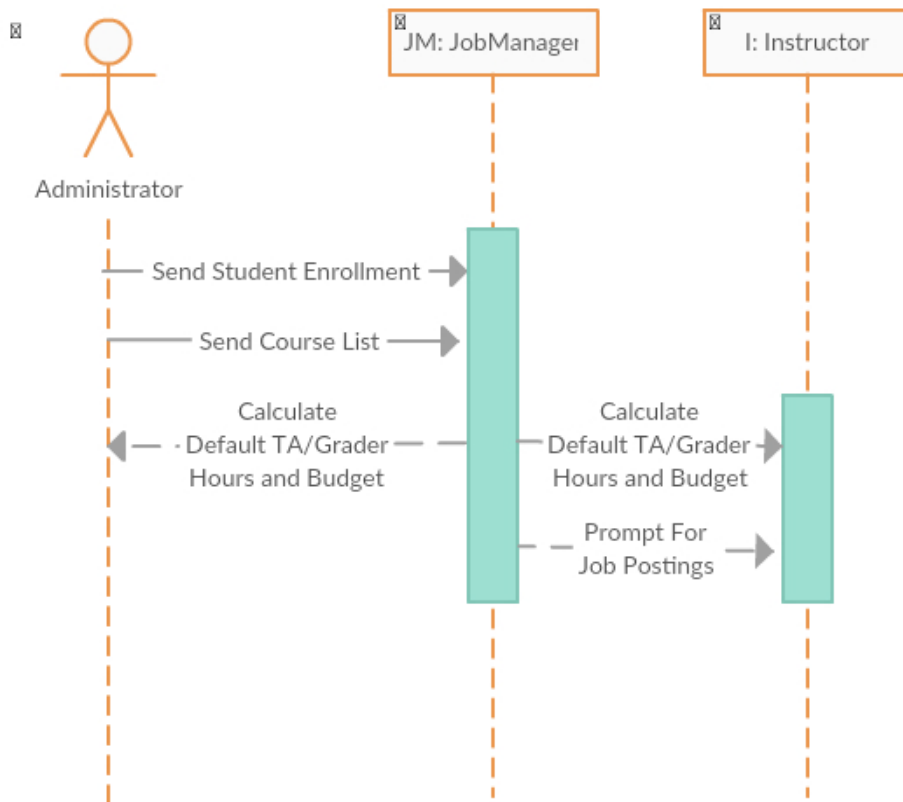 JM: JobManager
I: Instructor
Administrator
Send Student Enrollment
Send Course List
Calculate
Default TA/Grader
Hours and Budget
Calculate
Default TA/Grader
Hours and Budget
Prompt For
Job Postings